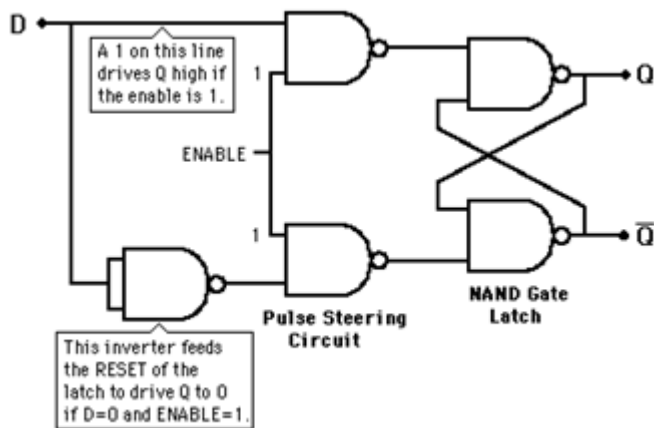 D
A 1 on this line
drives Q high if
the enable is 1.
1
Q
ENABLE
1
Q̅
NAND Gate
Latch
Pulse Steering
Circuit
This inverter feeds
the RESET of the
latch to drive Q to 0
if D=0 and ENABLE=1.